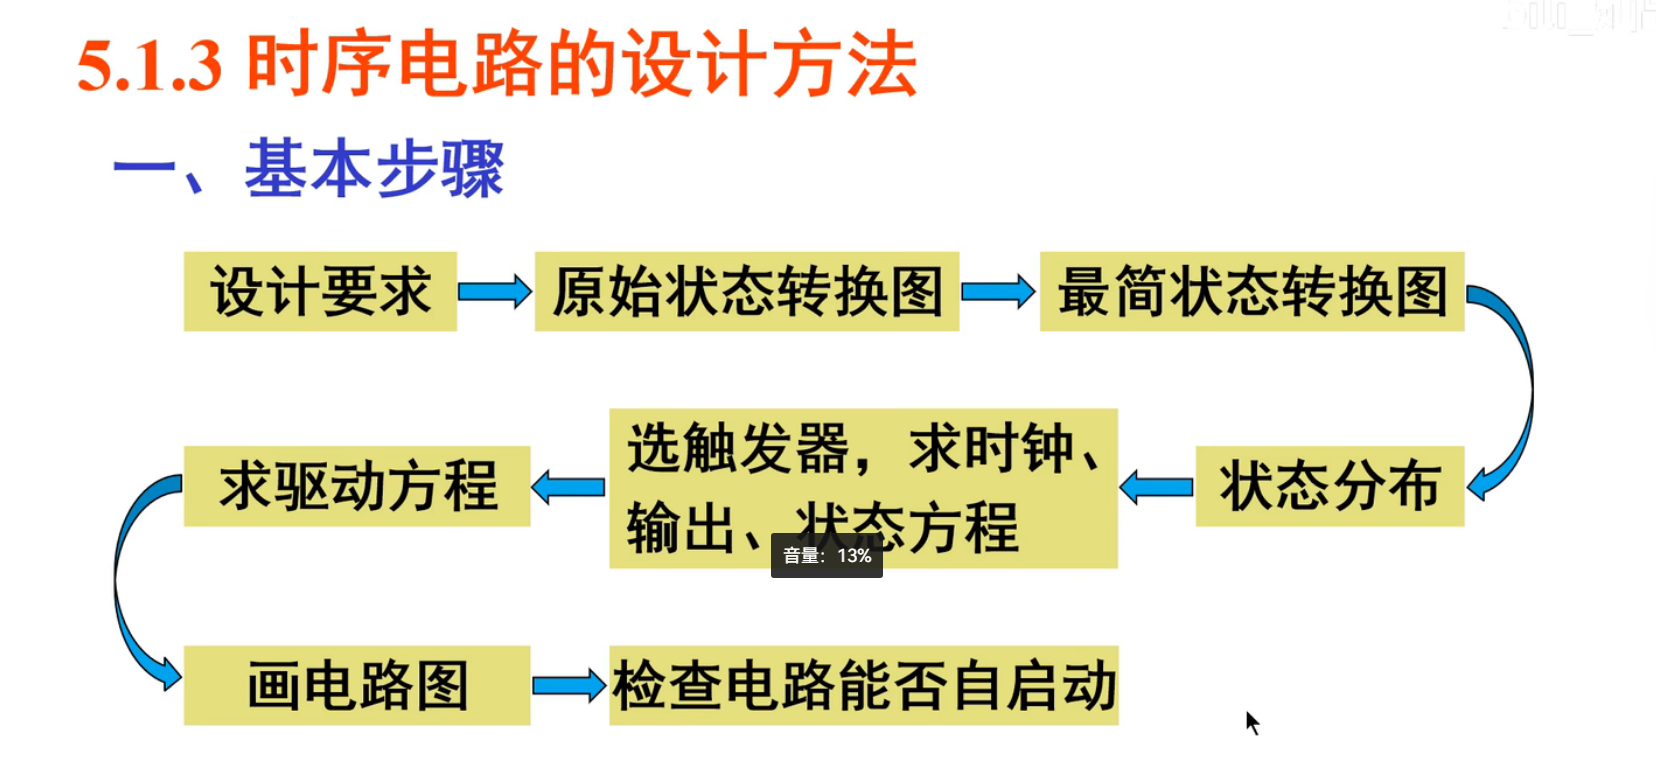 5.1.3 时序电路的设计方法
一、基本步骤
设计要求
原始状态转换图
最简状态转换图
状态分布
选触发器，求时钟、
输出、状态方程
求驱动方程
画电路图
检查电路能否自启动
音量：13%